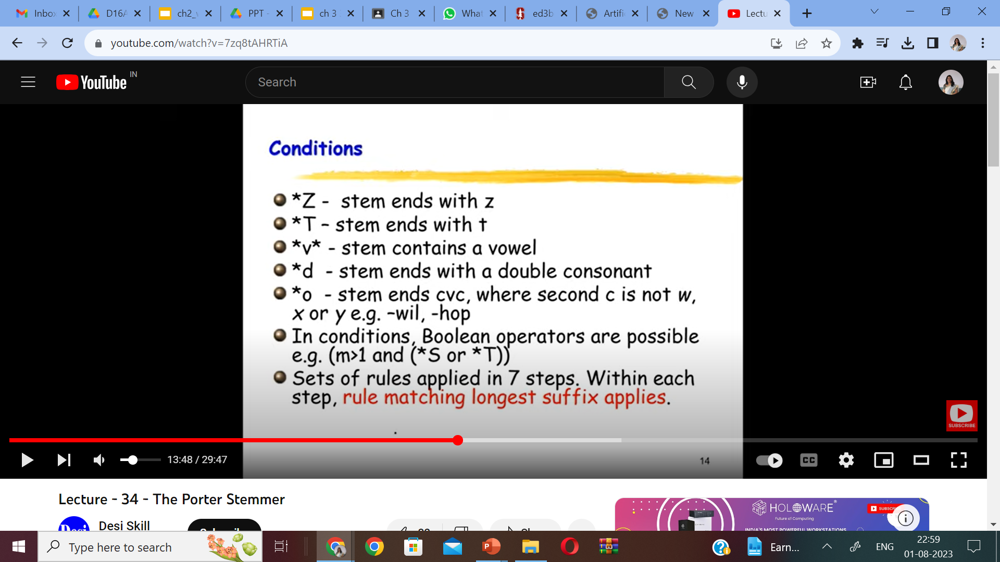 Inbox D16A ch2_v PPT - ch 3 Ch 3 What ed3b Artifi New Lectu
youtube.com/watch?v=7zq8tAHRTiA
YouTube IN
Search
Conditions
*Z - stem ends with z
*T – stem ends with t
*v* - stem contains a vowel
*d - stem ends with a double consonant
*o - stem ends cvc, where second c is not w,
x or y e.g. –wil, -hop
In conditions, Boolean operators are possible
e.g. (m>1 and (*S or *T))
Sets of rules applied in 7 steps. Within each
step, rule matching longest suffix applies.
SUBSCRIBE
13:48 / 29:47
CC
14
Lecture - 34 - The Porter Stemmer
Desi Skill
HOLOWARE
Future of Computing
INDIA'S MOST POWERFUL WORKSTATIONS
Type here to search
Earn...
ENG
22:59
01-08-2023